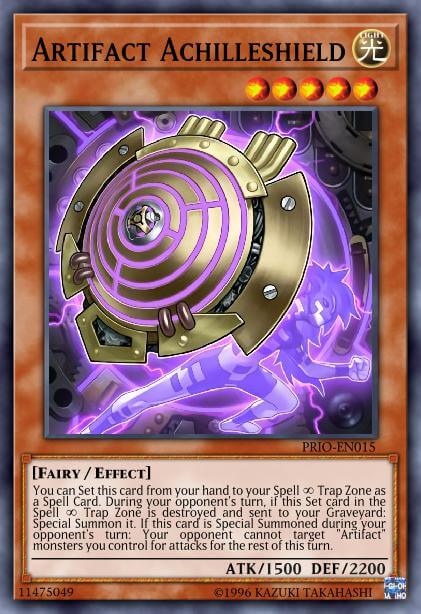 ARTIFACT ACHILLESHIELD
LIGHT
光
PRIO-EN015
[FAIRY / EFFECT]
You can Set this card from your hand to your Spell ∞ Trap Zone as
a Spell Card. During your opponent's turn, if this Set card in the
Spell ∞ Trap Zone is destroyed and sent to your Graveyard:
Special Summon it. If this card is Special Summoned during your
opponent's turn: Your opponent cannot target "Artifact"
monsters you control for attacks for the rest of this turn.
ATK/1500 DEF/2200
11475049
©1996 KAZUKI TAKAHASHI